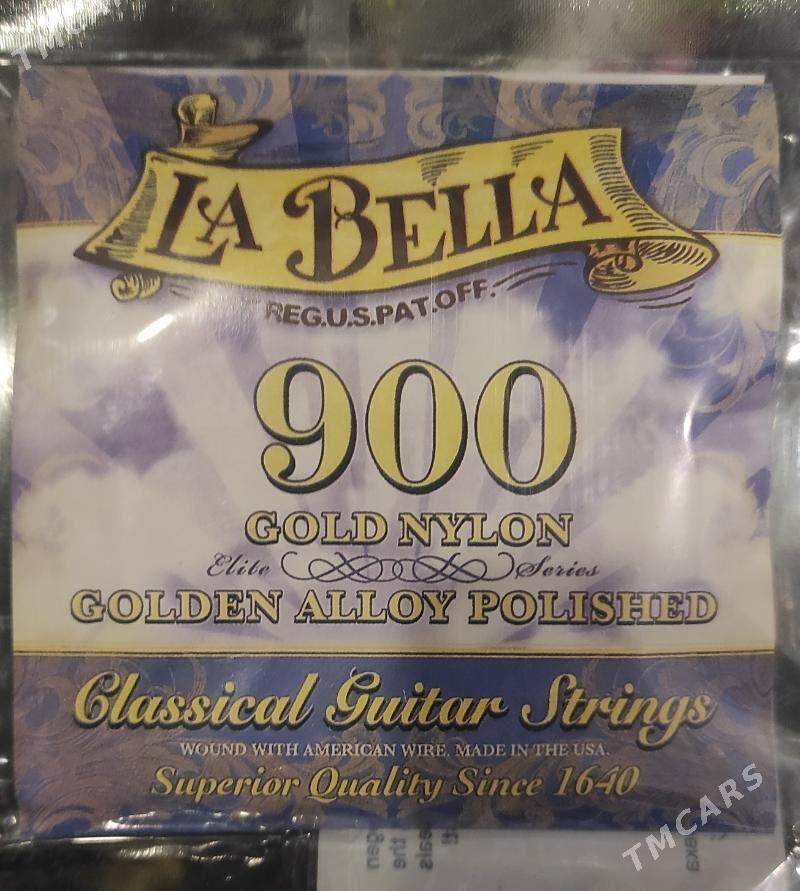 TMCARS
LA BELLA
REG.U.S.PAT.OFF.
900
GOLD NYLON
Elite Series
GOLDEN ALLOY POLISHED
Classical Guitar Strings
WOUND WITH AMERICAN WIRE. MADE IN THE USA.
Superior Quality Since 1640
TMCARS